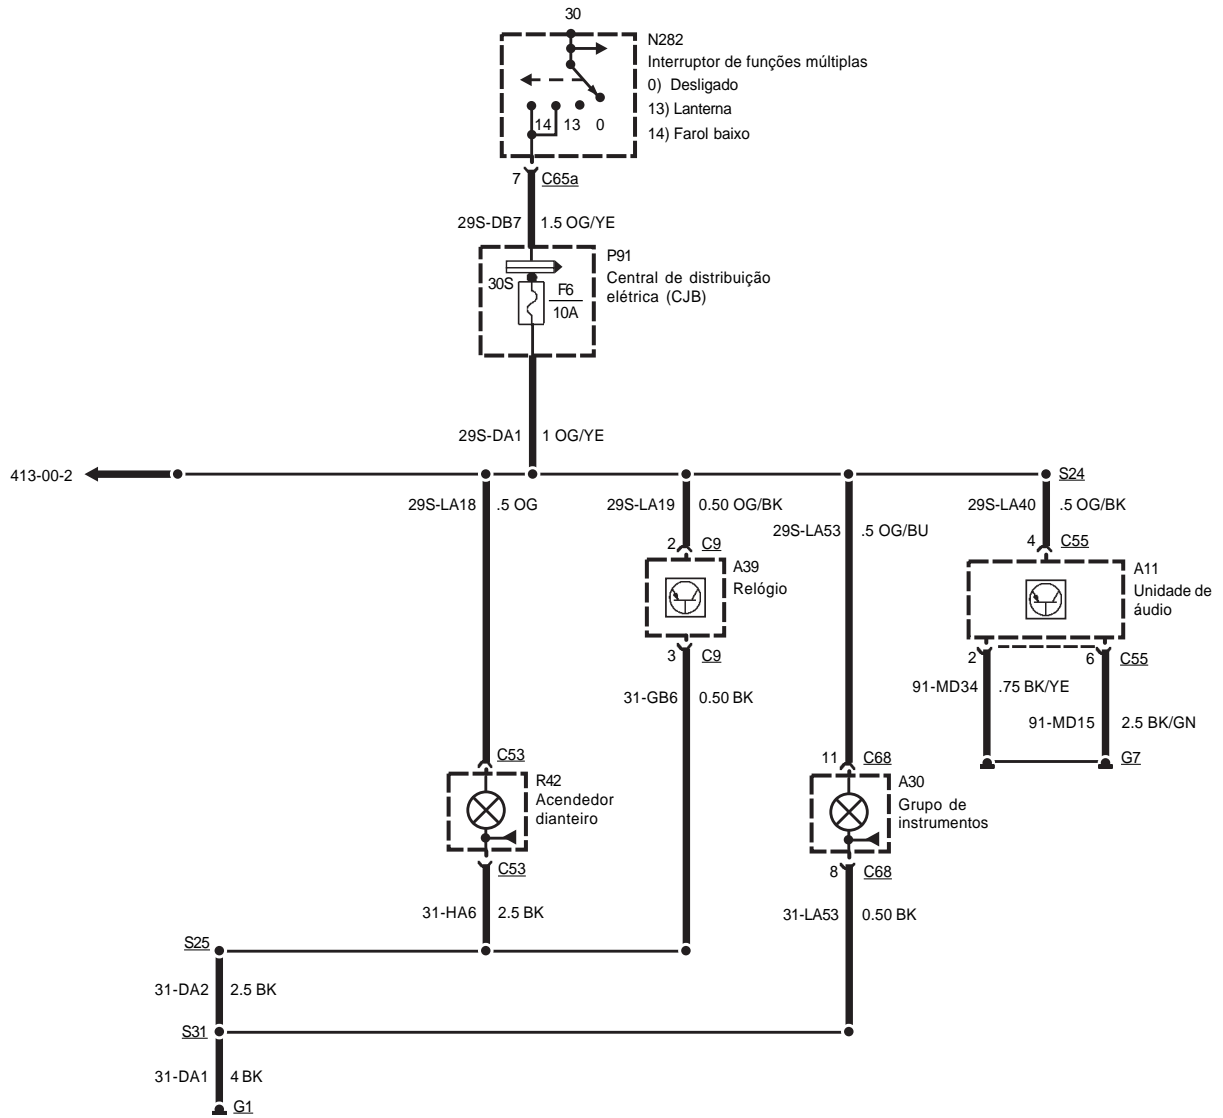 30
N282
Interruptor de funções múltiplas
0) Desligado
13) Lanterna
14) Farol baixo
14 13 0
7 C65a
29S-DB7 1.5 OG/YE
P91
Central de distribuição
elétrica (CJB)
30S
F6
10A
29S-DA1 1 OG/YE
413-00-2
S24
29S-LA18 .5 OG
29S-LA19 0.50 OG/BK
29S-LA53 .5 OG/BU
29S-LA40 .5 OG/BK
2 C9
A39
Relógio
3 C9
31-GB6 0.50 BK
4 C55
A11
Unidade de
áudio
2
6 C55
91-MD34 .75 BK/YE
91-MD15 2.5 BK/GN
G7
C53
R42
Acendedor
dianteiro
C53
31-HA6 2.5 BK
11 C68
A30
Grupo de
instrumentos
8 C68
31-LA53 0.50 BK
S25
31-DA2 2.5 BK
S31
31-DA1 4 BK
G1